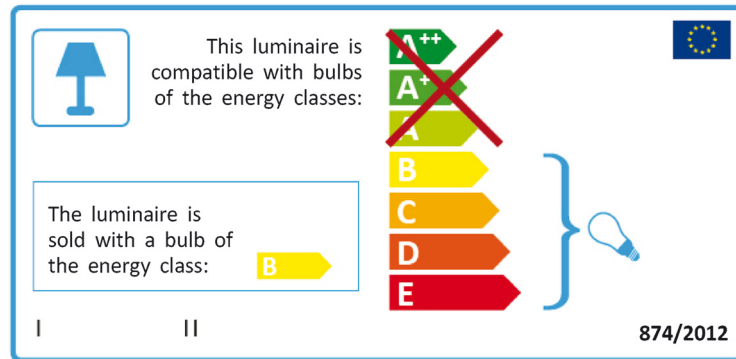 This luminaire is
compatible with bulbs
of the energy classes:
A++
A+
A
B
C
D
E
The luminaire is
sold with a bulb of
the energy class:
B
I II
874/2012